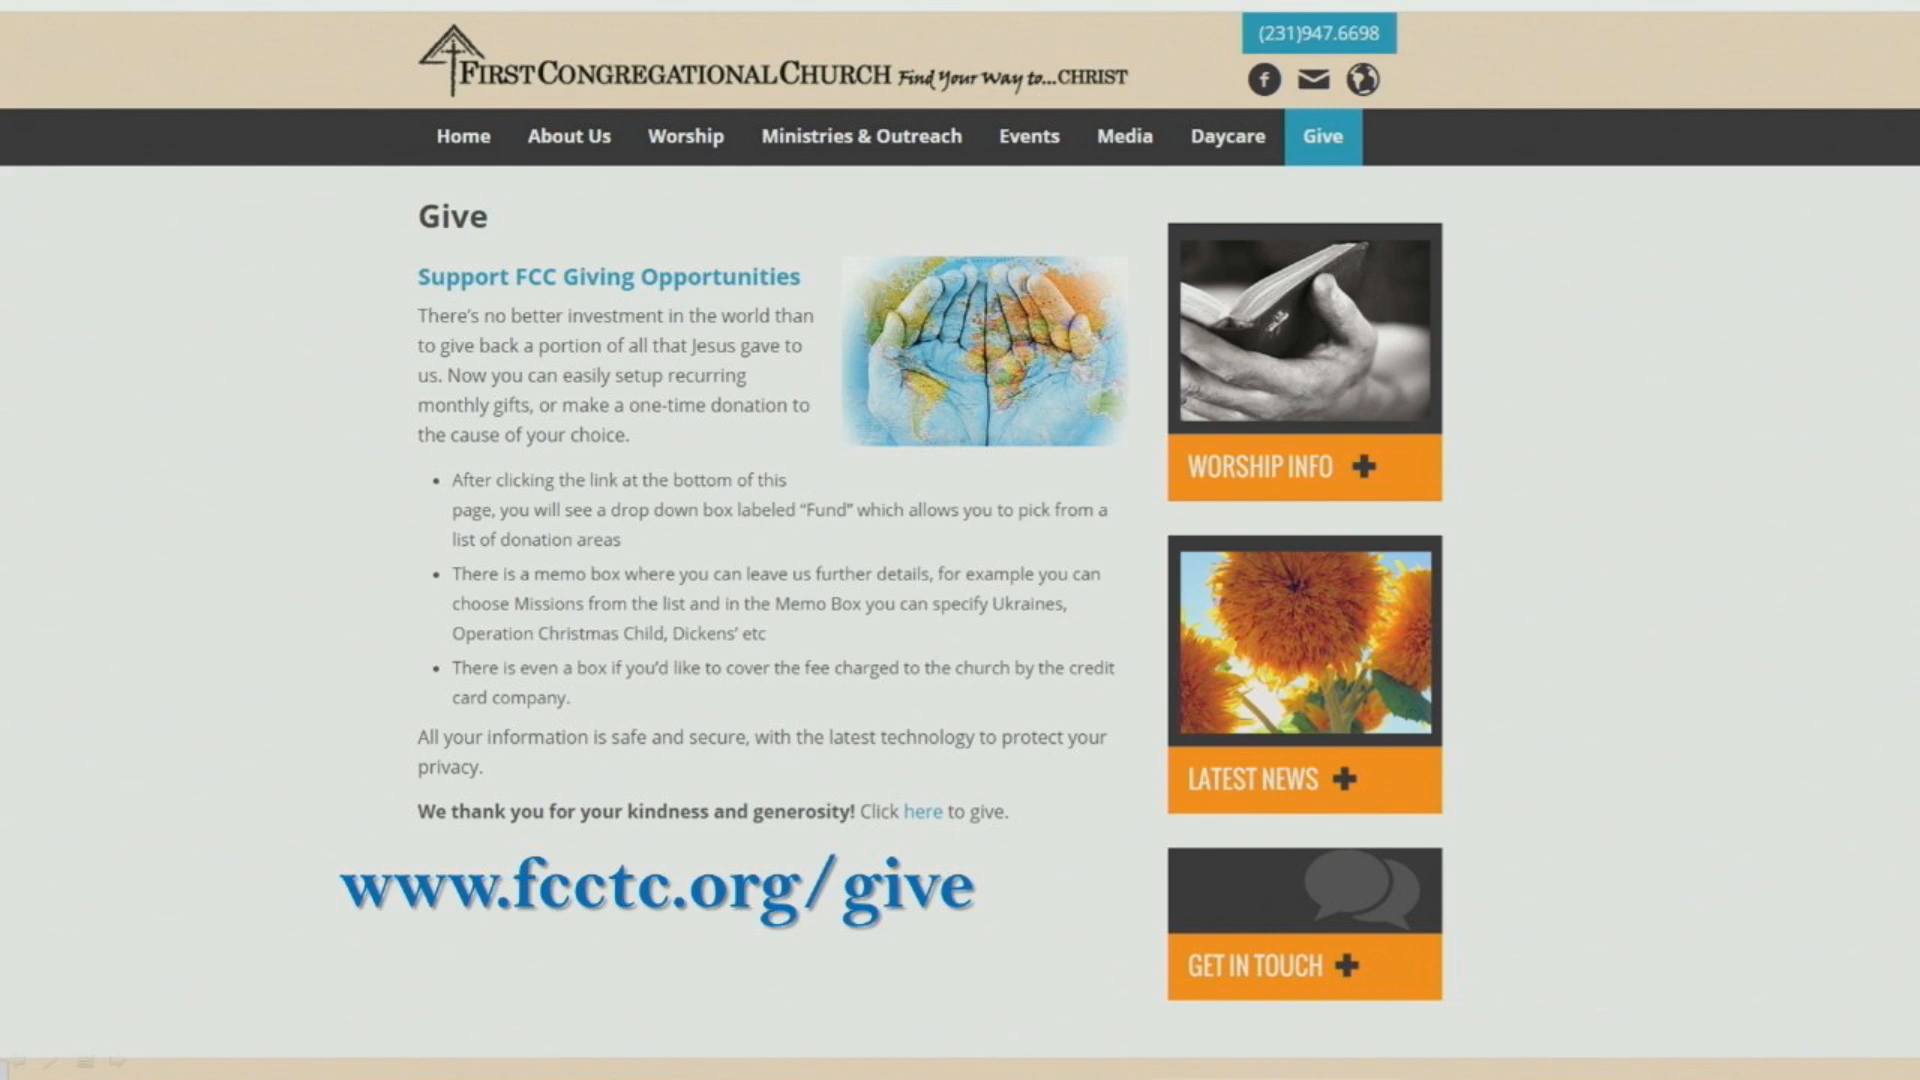 (231)947.6698
FIRST CONGREGATIONAL CHURCH Find Your Way to...CHRIST
Home About Us Worship Ministries & Outreach Events Media Daycare Give
Give
Support FCC Giving Opportunities
There's no better investment in the world than
to give back a portion of all that Jesus gave to
us. Now you can easily setup recurring
monthly gifts, or make a one-time donation to
the cause of your choice.
• After clicking the link at the bottom of this
page, you will see a drop down box labeled “Fund” which allows you to pick from a
list of donation areas
• There is a memo box where you can leave us further details, for example you can
choose Missions from the list and in the Memo Box you can specify Ukraines,
Operation Christmas Child, Dickens’ etc
• There is even a box if you’d like to cover the fee charged to the church by the credit
card company.
All your information is safe and secure, with the latest technology to protect your
privacy.
We thank you for your kindness and generosity! Click here to give.
www.fcctc.org/give
WORSHIP INFO
LATEST NEWS
GET IN TOUCH